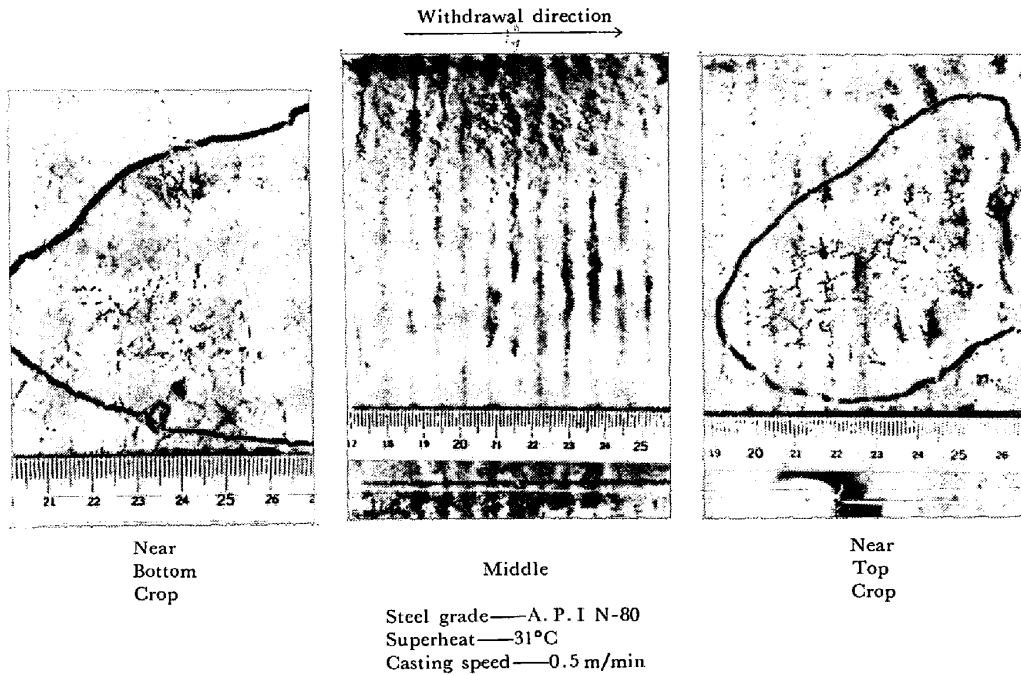 Withdrawal direction
21 22 23 24 25 26 2
12 18 19 20 21 22 23 24 25
19 20 21 22 23 24 25 26
Near
Bottom
Crop
Middle
Near
Top
Crop
Steel grade——A. P. I N-80
Superheat——31°C
Casting speed——0.5 m/min